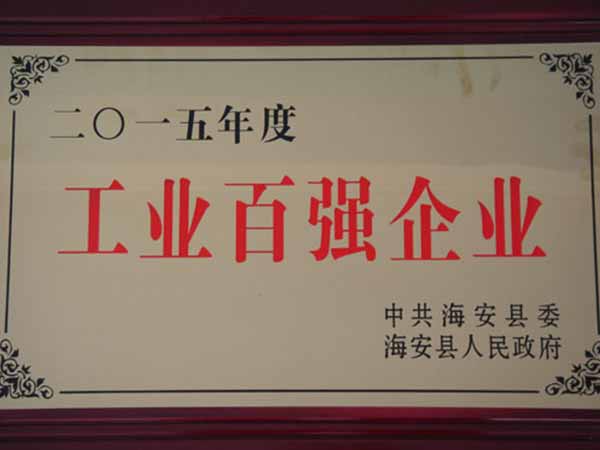 二〇一五年度
工业百强企业
中共海安县委
海安县人民政府